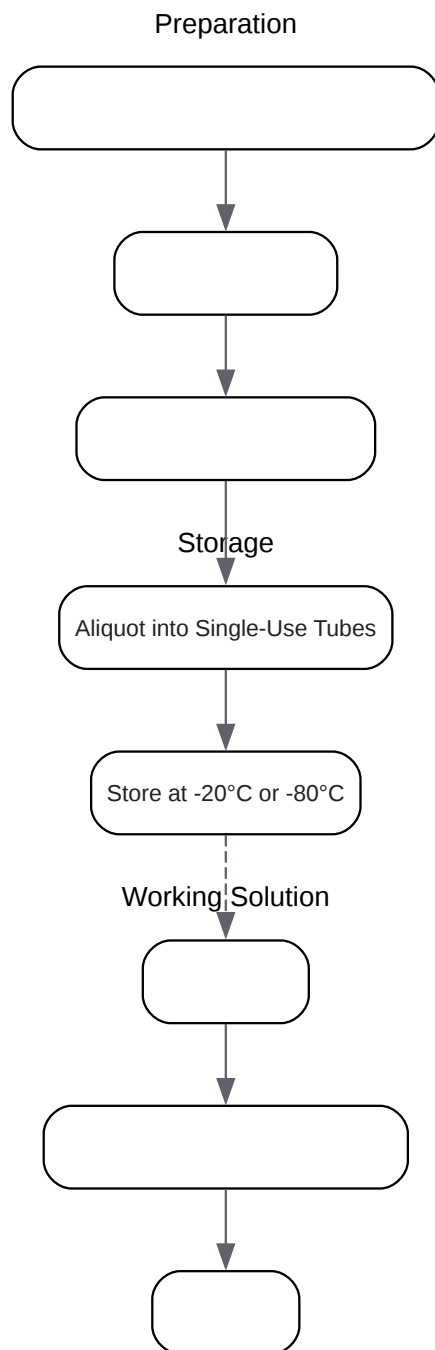 Preparation
Storage
Aliquot into Single-Use Tubes
Store at -20°C or -80°C
Working Solution